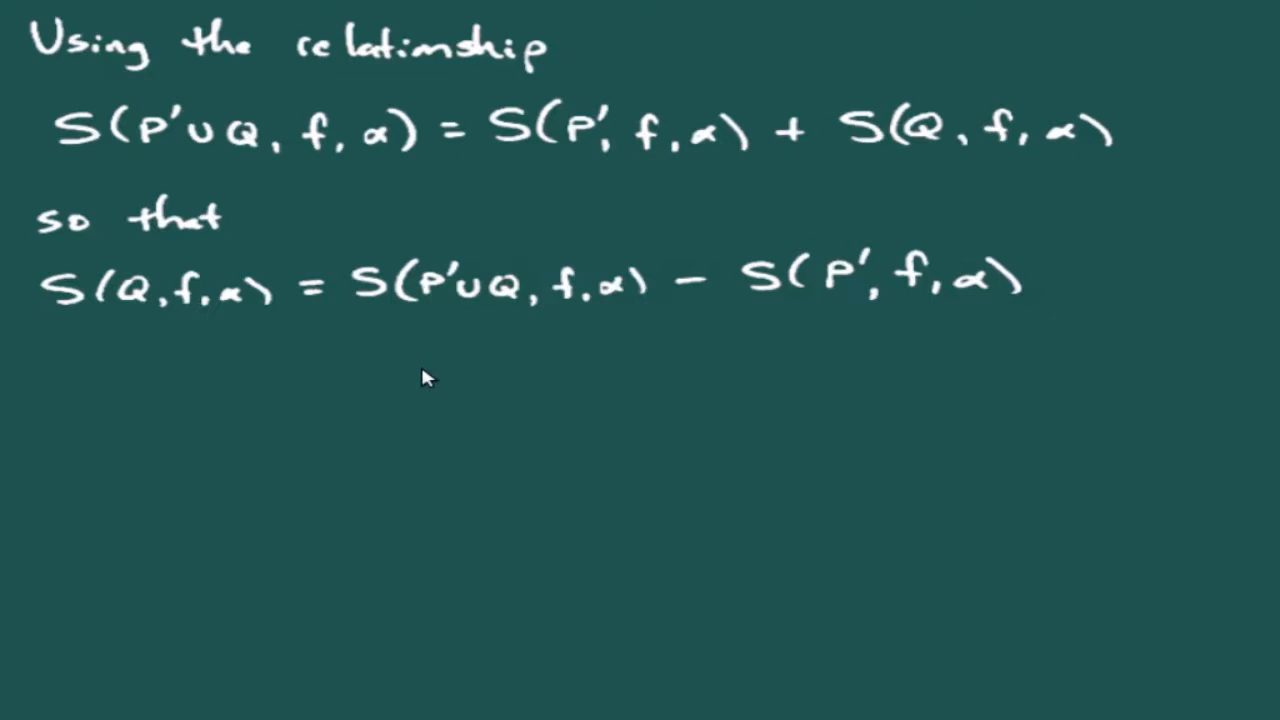 Using the relationship
S(P'∪Q, f, α) = S(P', f, α) + S(Q, f, α)
so that
S(Q, f, α) = S(P'∪Q, f, α) − S(P', f, α)